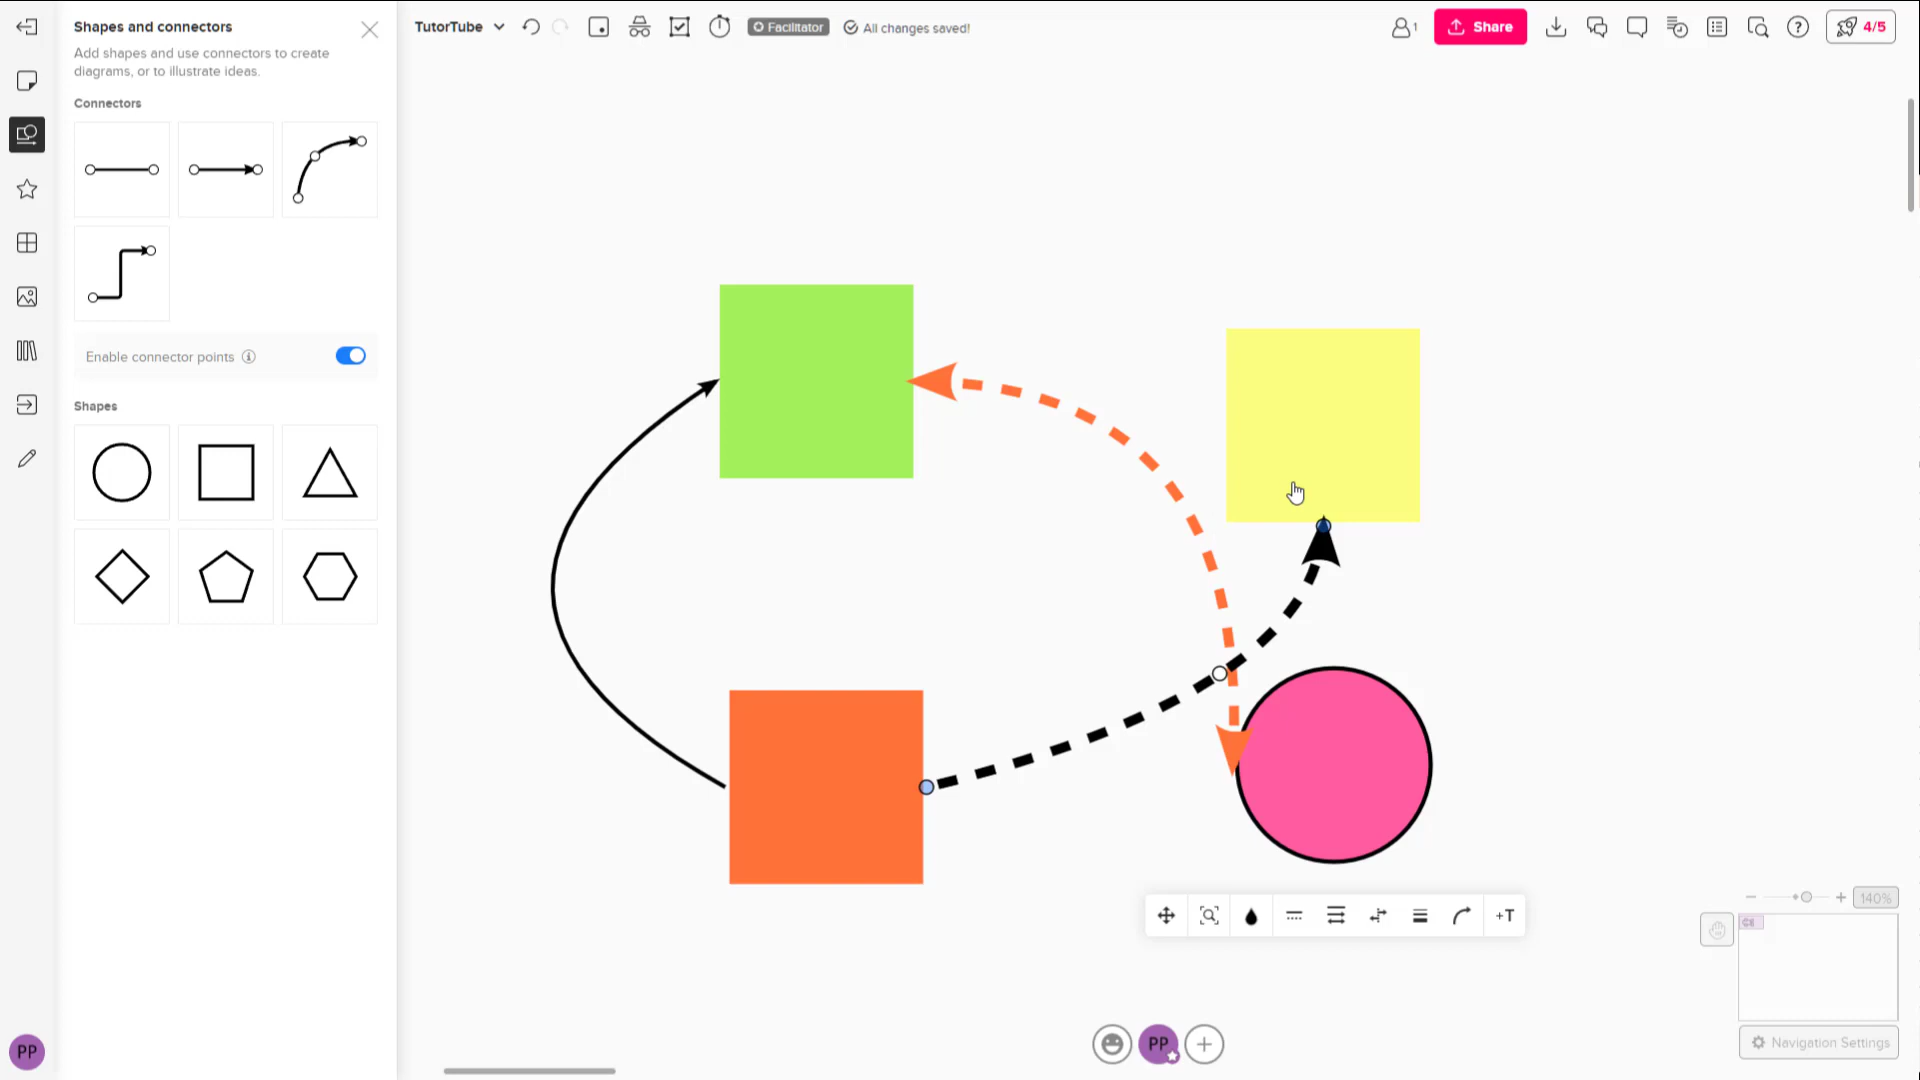 Shapes and connectors
Add shapes and use connectors to create
diagrams, or to illustrate ideas.
Connectors
Enable connector points
Shapes
TutorTube
Facilitator
All changes saved!
1
Share
4/5
+T
140%
Navigation Settings
PP
PP